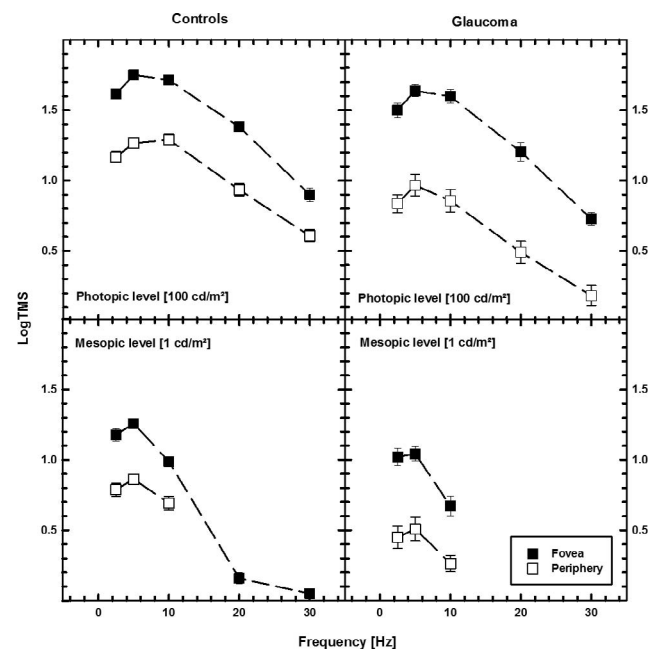 Controls
Glaucoma
1.5
1.0
0.5
1.5
1.0
0.5
Photopic level [100 cd/m²]
Photopic level [100 cd/m²]
LogTMS
Mesopic level [1 cd/m²]
Mesopic level [1 cd/m²]
1.5
1.0
0.5
1.5
1.0
0.5
Fovea
Periphery
0 10 20 30
0 10 20 30
Frequency [Hz]